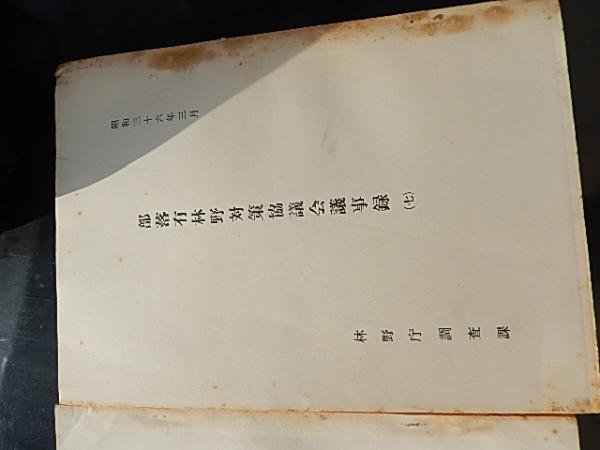 昭和三十六年三月
部落有林野対策協議会議事録(七)
林野庁調査課